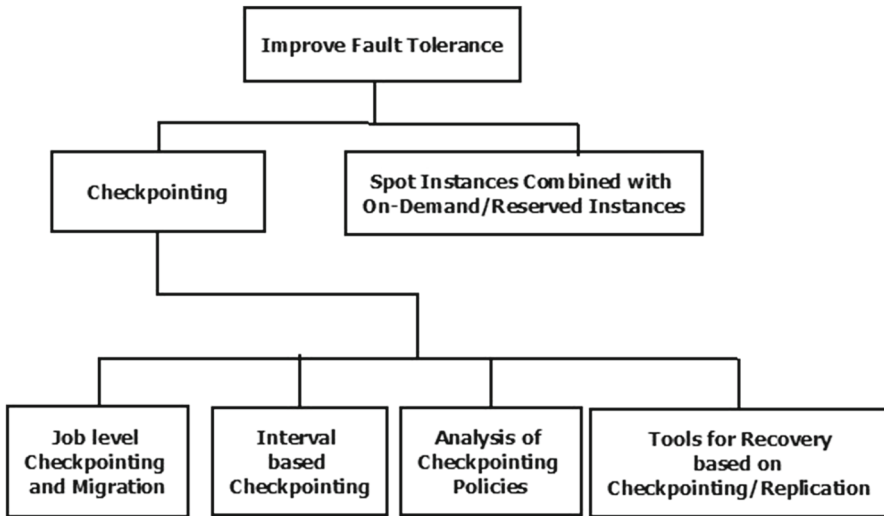 Improve Fault Tolerance
Checkpointing
Spot Instances Combined with
On-Demand/Reserved Instances
Job level
Checkpointing
and Migration
Interval
based
Checkpointing
Analysis of
Checkpointing
Policies
Tools for Recovery
based on
Checkpointing/Replication